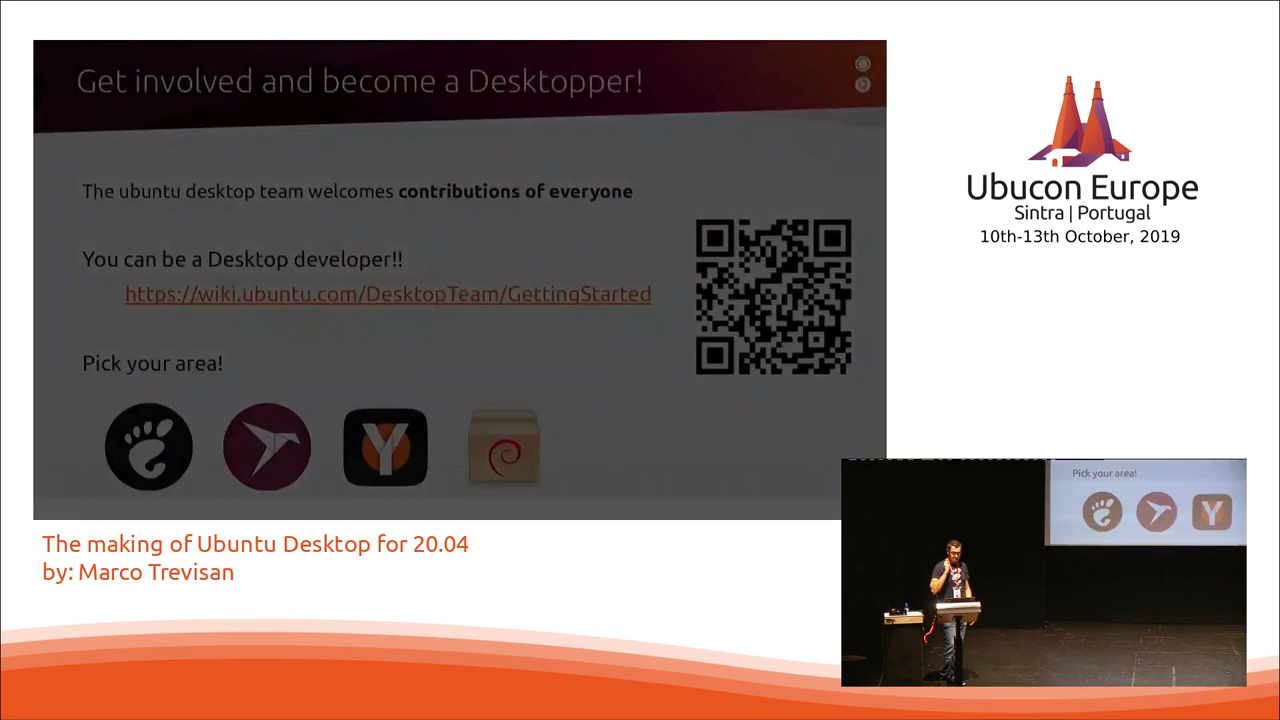 Get involved and become a Desktopper!
The ubuntu desktop team welcomes contributions of everyone
You can be a Desktop developer!!
https://wiki.ubuntu.com/DesktopTeam/GettingStarted
Pick your area!
Y
Ubucon Europe
Sintra | Portugal
10th-13th October, 2019
Pick your area!
Y
The making of Ubuntu Desktop for 20.04
by: Marco Trevisan